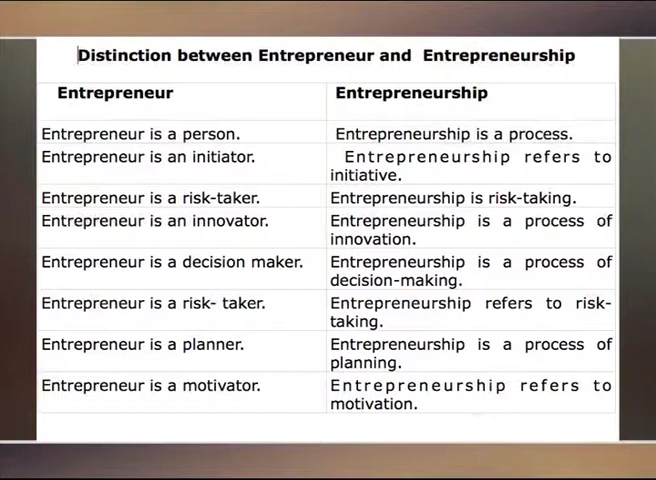 Distinction between Entrepreneur and Entrepreneurship
Entrepreneur
Entrepreneurship
Entrepreneur is a person.
Entrepreneurship is a process.
Entrepreneur is an initiator.
Entrepreneurship refers to
initiative.
Entrepreneur is a risk-taker.
Entrepreneurship is risk-taking.
Entrepreneur is an innovator.
Entrepreneurship is a process of
innovation.
Entrepreneur is a decision maker.
Entrepreneurship is a process of
decision-making.
Entrepreneur is a risk- taker.
Entrepreneurship refers to risk-
taking.
Entrepreneur is a planner.
Entrepreneurship is a process of
planning.
Entrepreneur is a motivator.
Entrepreneurship refers to
motivation.